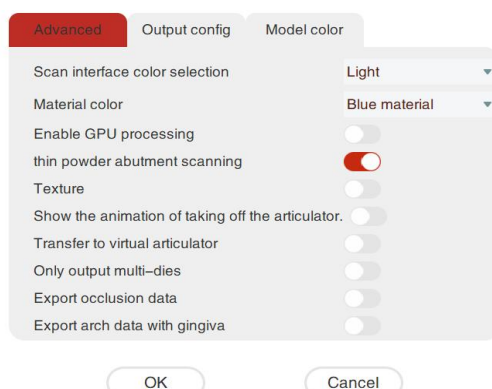 Advanced Output config Model color
Scan interface color selection Light
Material color Blue material
Enable GPU processing
thin powder abutment scanning
Texture
Show the animation of taking off the articulator.
Transfer to virtual articulator
Only output multi–dies
Export occlusion data
Export arch data with gingiva
OK Cancel